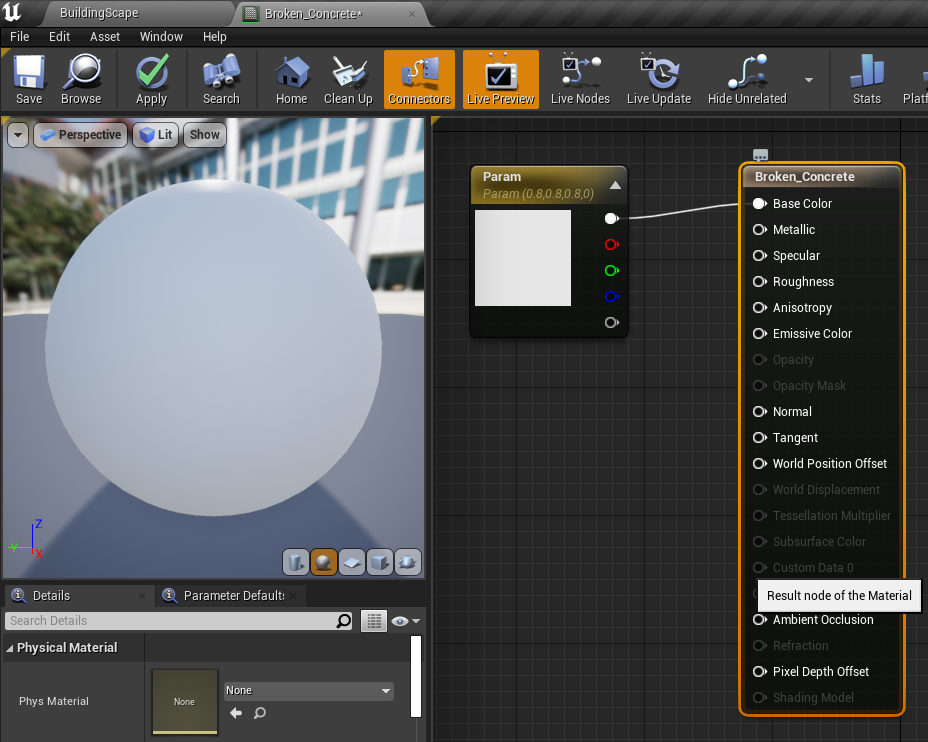 BuildingScape
Broken_Concrete*
File Edit Asset Window Help
Save Browse Apply Search Home Clean Up Connectors Live Preview Live Nodes Live Update Hide Unrelated Stats
Perspective Lit Show
Param
Param (0.8,0.8,0.8,0)
Broken_Concrete
Base Color
Metallic
Specular
Roughness
Anisotropy
Emissive Color
Opacity
Opacity Mask
Normal
Tangent
World Position Offset
World Displacement
Tessellation Multiplier
Subsurface Color
Custom Data 0
Result node of the Material
Ambient Occlusion
Refraction
Pixel Depth Offset
Shading Model
Z
Y
X
Details
Parameter Defaults
Search Details
Physical Material
Phys Material
None
None